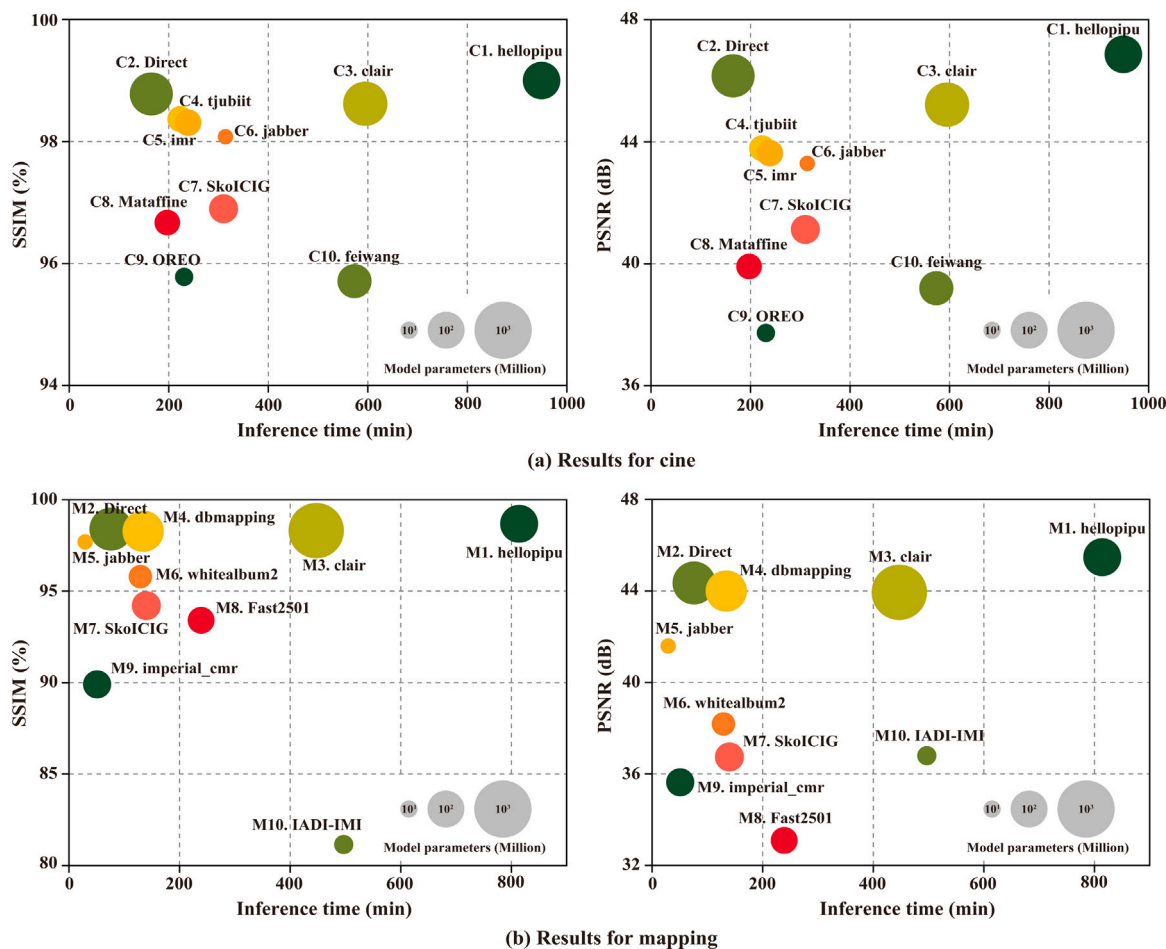 100
98
96
94
SSIM (%)
C1. hellopipu
C2. Direct
C3. clair
C4. tjubiit
C5. imr
C6. jabber
C7. SkoICIG
C8. Mataffine
C9. OREO
C10. feiwang
10¹ 10² 10³
Model parameters (Million)
0 200 400 600 800 1000
Inference time (min)
48
44
40
36
PSNR (dB)
C1. hellopipu
C2. Direct
C3. clair
C4. tjubiit
C5. imr
C6. jabber
C7. SkoICIG
C8. Mataffine
C10. feiwang
C9. OREO
10¹ 10² 10³
Model parameters (Million)
0 200 400 600 800 1000
Inference time (min)
(a) Results for cine
100
95
90
85
80
SSIM (%)
M2. Direct
M4. dbmapping
M1. hellopipu
M5. jabber
M3. clair
M6. whitealbum2
M8. Fast2501
M7. SkoICIG
M9. imperial_cmr
M10. IADI-IMI
10¹ 10² 10³
Model parameters (Million)
0 200 400 600 800
Inference time (min)
48
44
40
36
32
PSNR (dB)
M1. hellopipu
M2. Direct
M3. clair
M4. dbmapping
M5. jabber
M6. whitealbum2
M7. SkoICIG
M10. IADI-IMI
M9. imperial_cmr
M8. Fast2501
10¹ 10² 10³
Model parameters (Million)
0 200 400 600 800
Inference time (min)
(b) Results for mapping